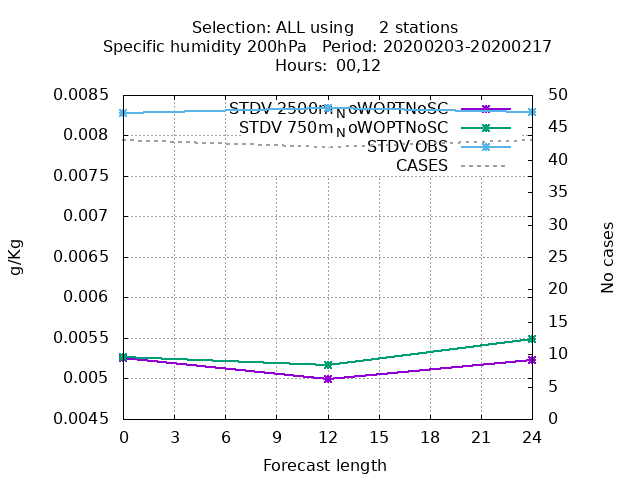 Selection: ALL using     2 stations
Specific humidity 200hPa   Period: 20200203-20200217
Hours:  00,12
0.0085
0.008
0.0075
0.007
0.0065
0.006
0.0055
0.005
0.0045
g/Kg
STDV 2500m_NoWOPTNoSC
STDV 750m_NoWOPTNoSC
STDV OBS
CASES
50
45
40
35
30
25
20
15
10
5
0
No cases
0 3 6 9 12 15 18 21 24
Forecast length